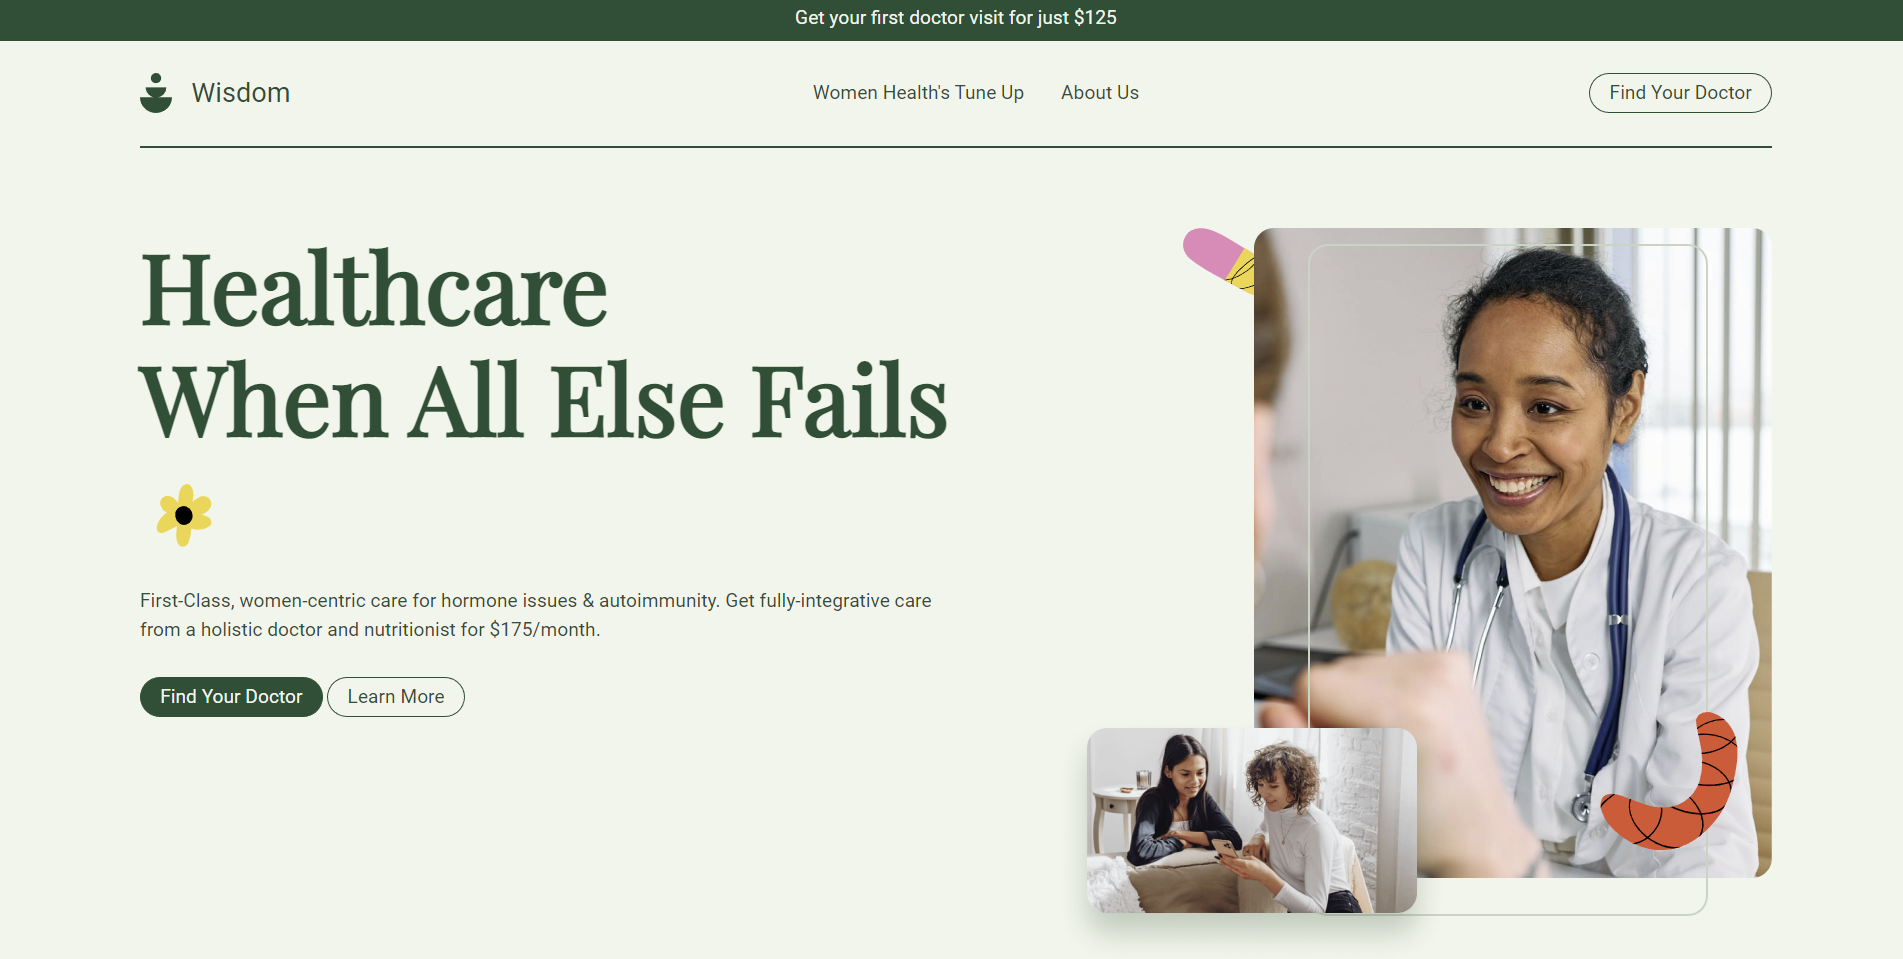 Get your first doctor visit for just $125
Wisdom
Women Health's Tune Up
About Us
Find Your Doctor
Healthcare
When All Else Fails
First-Class, women-centric care for hormone issues & autoimmunity. Get fully-integrative care
from a holistic doctor and nutritionist for $175/month.
Find Your Doctor
Learn More